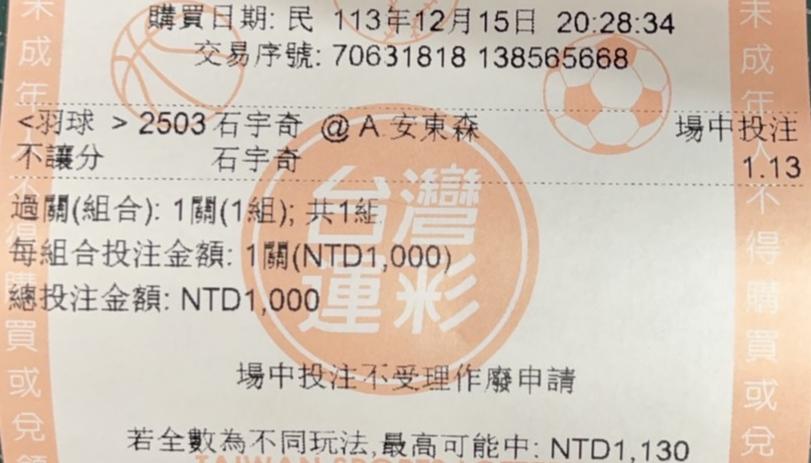 購買日期: 民 113年12月15日 20:28:34
交易序號: 70631818 138565668
<羽球 > 2503 石宇奇 @ A.安東森 場中投注
不讓分 石宇奇 1.13
過關(組合): 1關(1組); 共1組
每組合投注金額: 1關(NTD1,000)
總投注金額: NTD1,000
場中投注不受理作廢申請
若全數為不同玩法,最高可能中: NTD1,130
台灣
運彩
未成年人不得購買或兌
未成年人不得購買或兌